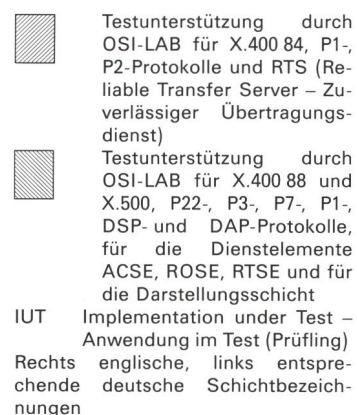 Testunterstützung durch
OSI-LAB für X.400 84, P1-,
P2-Protokolle und RTS (Re-
liable Transfer Server – Zu-
verlässiger Übertragungs-
dienst)
Testunterstützung durch
OSI-LAB für X.400 88 und
X.500, P22-, P3-, P7-, P1-,
DSP- und DAP-Protokolle,
für die Dienstelemente
ACSE, ROSE, RTSE und für
die Darstellungsschicht
IUT Implementation under Test –
Anwendung im Test (Prüfling)
Rechts englische, links entspre-
chende deutsche Schichtbezeich-
nungen